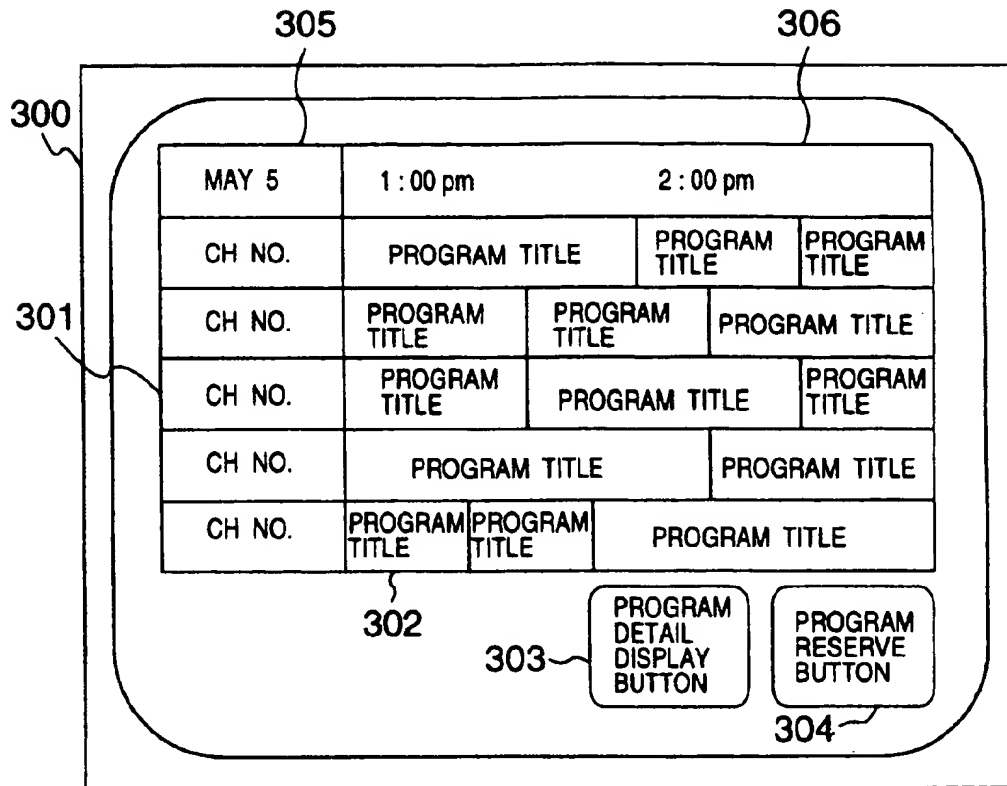 305 306
300
MAY 5 1:00 pm 2:00 pm
CH NO. PROGRAM TITLE PROGRAM TITLE PROGRAM TITLE
301
CH NO. PROGRAM TITLE PROGRAM TITLE PROGRAM TITLE
CH NO. PROGRAM TITLE PROGRAM TITLE PROGRAM TITLE
CH NO. PROGRAM TITLE PROGRAM TITLE
CH NO. PROGRAM TITLE PROGRAM TITLE PROGRAM TITLE
302
303
PROGRAM
DETAIL
DISPLAY
BUTTON
PROGRAM
RESERVE
BUTTON
304